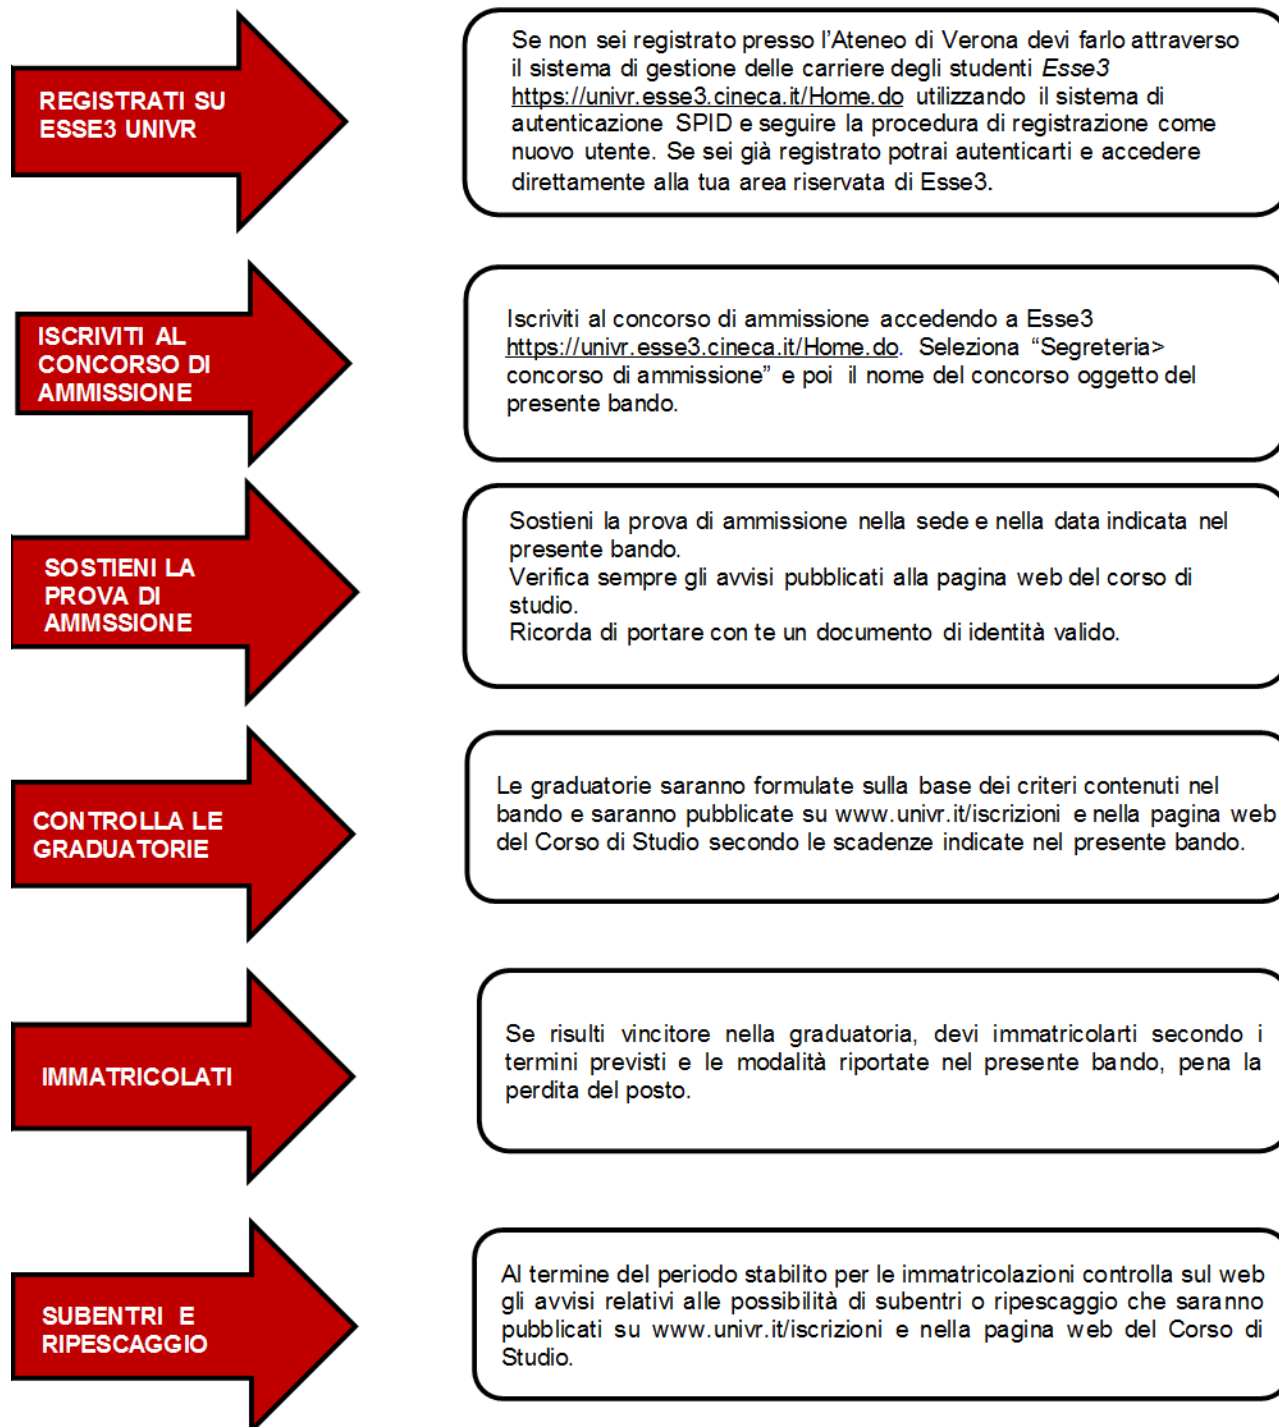 REGISTRATI SU
ESSE3 UNIVR
Se non sei registrato presso l'Ateneo di Verona devi farlo attraverso
il sistema di gestione delle carriere degli studenti Esse3
https://univr.esse3.cineca.it/Home.do utilizzando il sistema di
autenticazione SPID e seguire la procedura di registrazione come
nuovo utente. Se sei già registrato potrai autenticarti e accedere
direttamente alla tua area riservata di Esse3.
ISCRIVITI AL
CONCORSO DI
AMMISSIONE
Iscriviti al concorso di ammissione accedendo a Esse3
https://univr.esse3.cineca.it/Home.do. Seleziona “Segreteria>
concorso di ammissione” e poi il nome del concorso oggetto del
presente bando.
SOSTIENI LA
PROVA DI
AMMSSIONE
Sostieni la prova di ammissione nella sede e nella data indicata nel
presente bando.
Verifica sempre gli avvisi pubblicati alla pagina web del corso di
studio.
Ricorda di portare con te un documento di identità valido.
CONTROLLA LE
GRADUATORIE
Le graduatorie saranno formulate sulla base dei criteri contenuti nel
bando e saranno pubblicate su www.univr.it/iscrizioni e nella pagina web
del Corso di Studio secondo le scadenze indicate nel presente bando.
IMMATRICOLATI
Se risulti vincitore nella graduatoria, devi immatricolarti secondo i
termini previsti e le modalità riportate nel presente bando, pena la
perdita del posto.
SUBENTRI E
RIPESCAGGIO
Al termine del periodo stabilito per le immatricolazioni controlla sul web
gli avvisi relativi alle possibilità di subentri o ripescaggio che saranno
pubblicati su www.univr.it/iscrizioni e nella pagina web del Corso di
Studio.